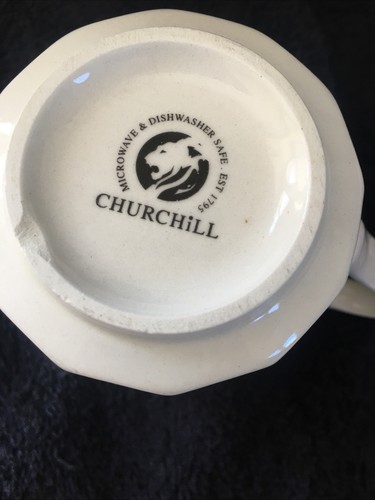 MICROWAVE & DISHWASHER SAFE · EST 1795
CHURCHiLL